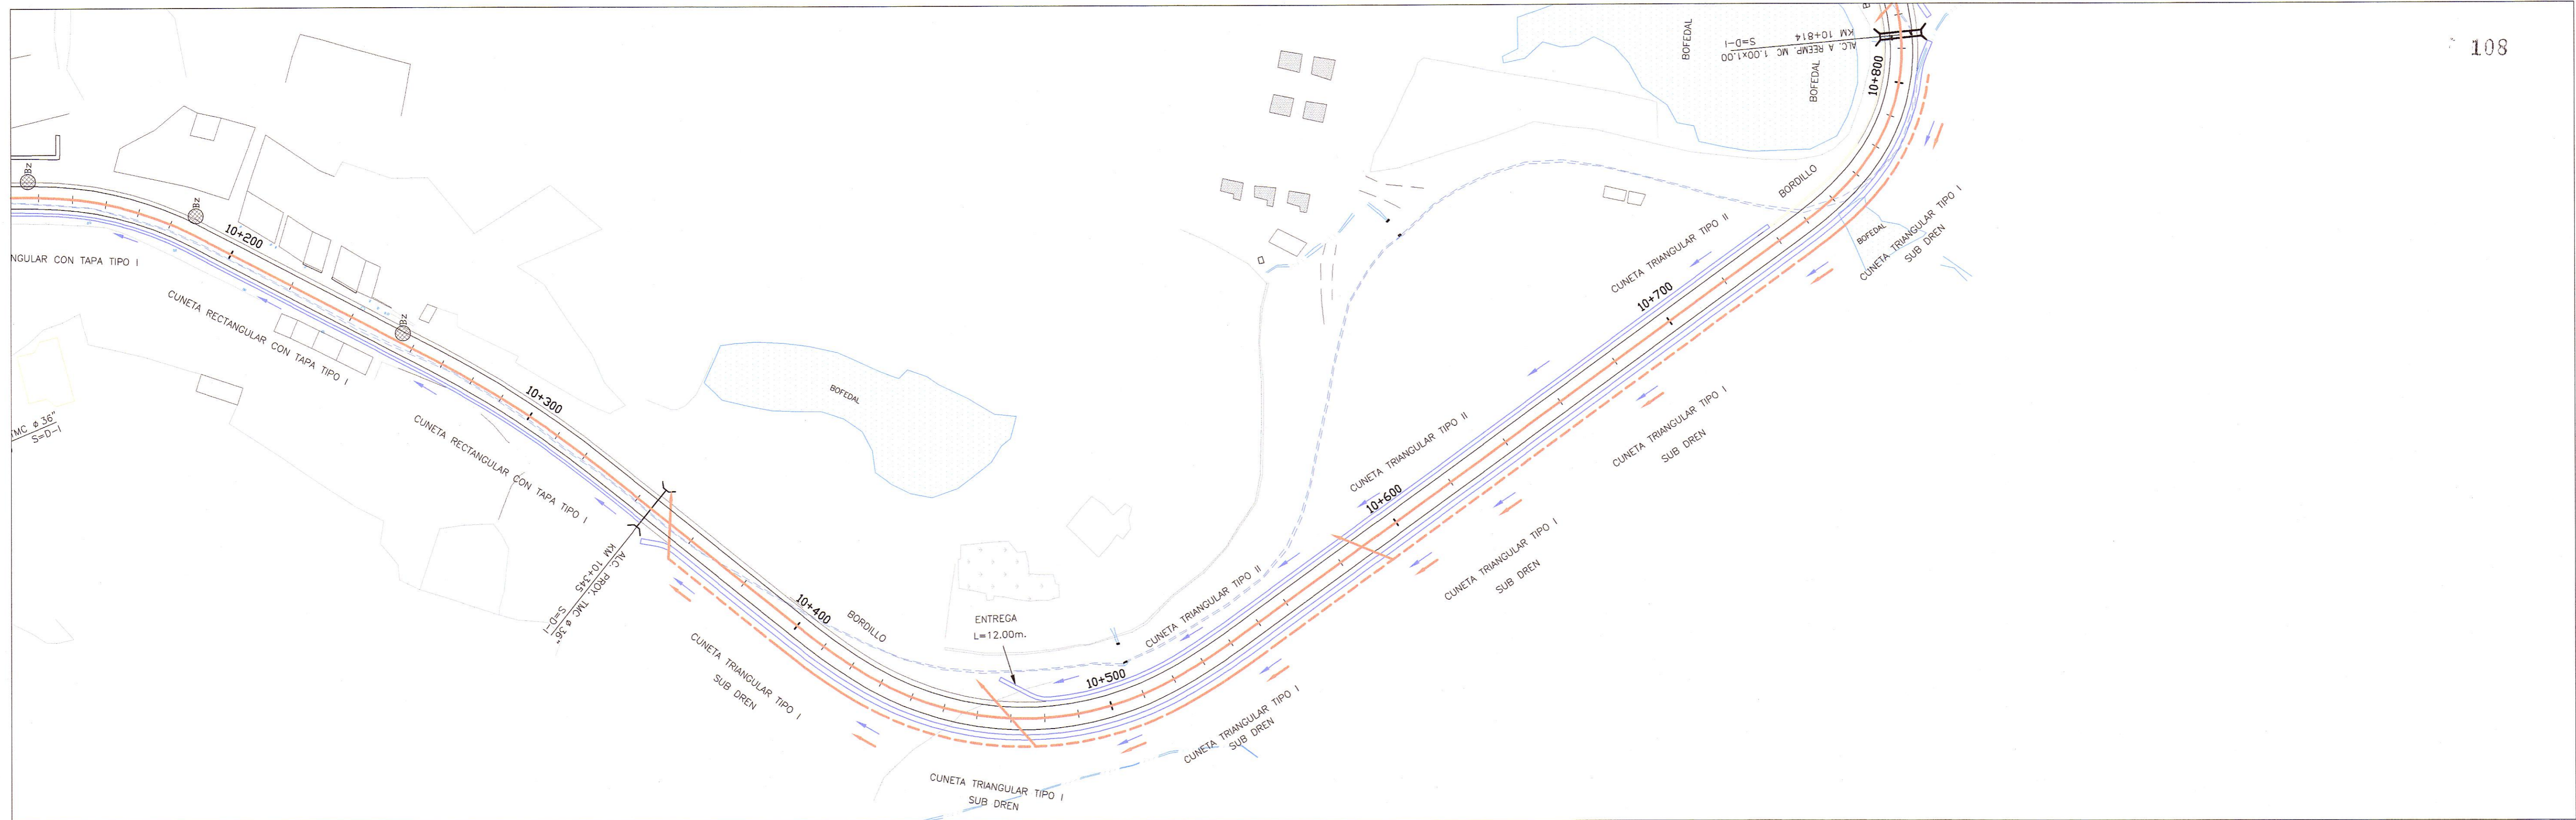 108
BOFEDAL
BOFEDAL
ALC. A REEMP. MC 1.00x1.00
KM 10+814
S=D-I
10+800
BORDILLO
CUNETA TRIANGULAR TIPO I
SUB DREN
BOFEDAL
CUNETA TRIANGULAR TIPO II
10+700
Bz
Bz
10+200
NGULAR CON TAPA TIPO I
CUNETA RECTANGULAR CON TAPA TIPO I
Bz
10+300
BOFEDAL
TMC ø 36"
S=D-I
CUNETA RECTANGULAR CON TAPA TIPO I
CUNETA TRIANGULAR TIPO I
SUB DREN
CUNETA TRIANGULAR TIPO II
10+600
CUNETA TRIANGULAR TIPO I
SUB DREN
ALC. PROY. TMC ø 36"
KM 10+345
S=D-I
10+400
BORDILLO
ENTREGA
L=12.00m.
CUNETA TRIANGULAR TIPO II
10+500
CUNETA TRIANGULAR TIPO I
SUB DREN
CUNETA TRIANGULAR TIPO I
SUB DREN
CUNETA TRIANGULAR TIPO I
SUB DREN